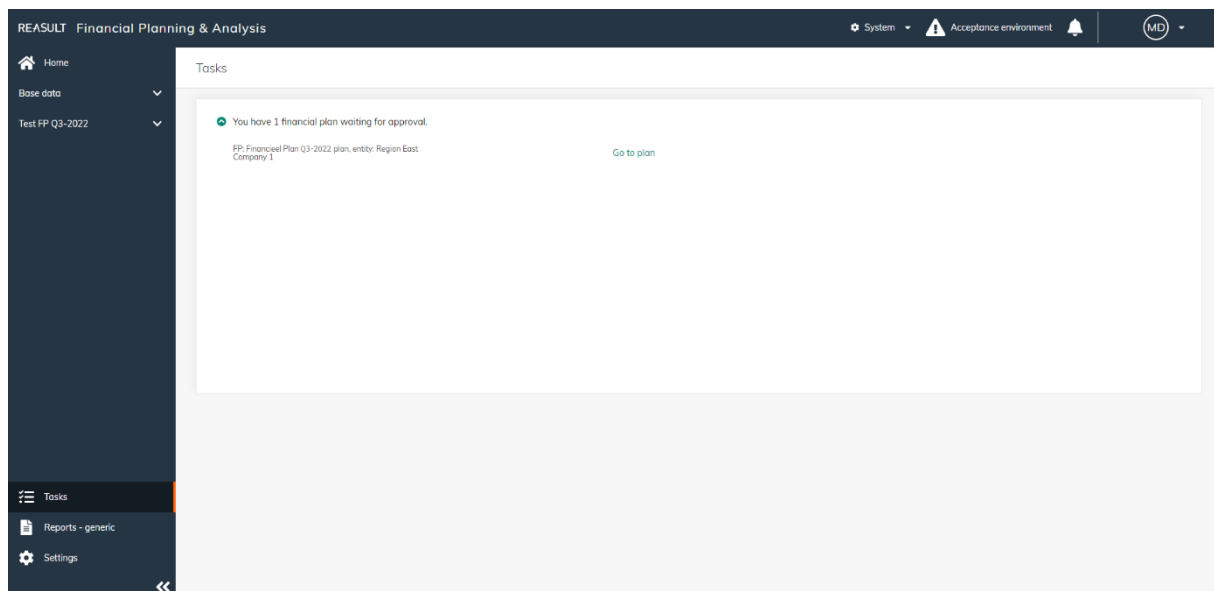 REASULT Financial Planning & Analysis
System
Acceptance environment
MD
Home
Base data
Test FP Q3-2022
Tasks
Reports - generic
Settings
Tasks
You have 1 financial plan waiting for approval.
FP: Financieel Plan Q3-2022 plan, entity: Region East
Company 1
Go to plan